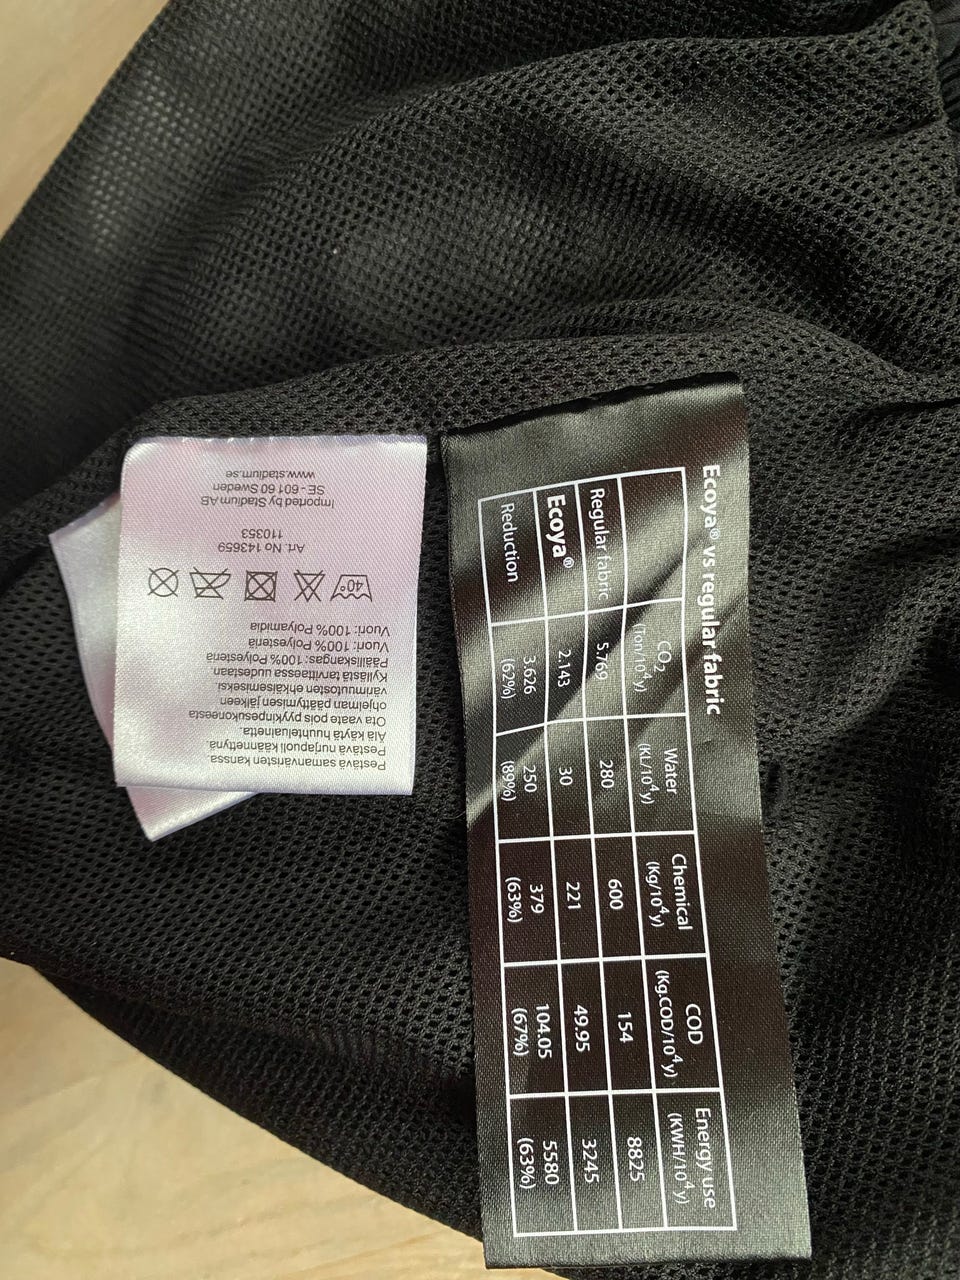 Ecoya® vs regular fabric
CO2 (Ton/10⁴y) Water (KL/10⁴y) Chemical (Kg/10⁴y) COD (Kg.COD/10⁴y) Energy use (KWH/10⁴y)
Regular fabric 5.769 280 600 154 8825
Ecoya® 2.143 30 221 49.95 3245
Reduction 3.626 (62%) 250 (89%) 379 (63%) 104.05 (67%) 5580 (63%)
Pestävä samanväristen kanssa.
Pestävä nurjapuoli käännettynä.
Älä käytä huuhteluainetta.
Ota vaate pois pyykinpesukoneesta
ohjelman päättymisen jälkeen
värimuutosten ehkäisemiseksi.
Kyllästä tarvittaessa uudestaan.
Päälliskangas: 100% Polyesteriä
Vuori: 100% Polyesteriä
Vuori: 100% Polyamidia
40°
Art. No 143659
110353
Imported by Stadium AB
SE - 601 60 Sweden
www.stadium.se